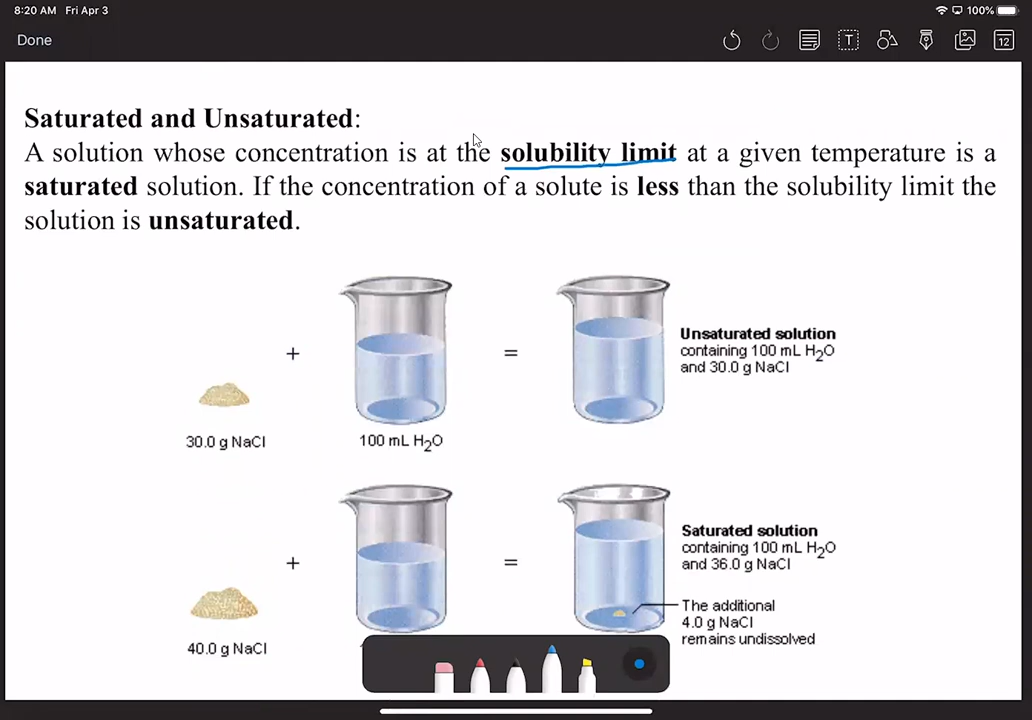 8:20 AM Fri Apr 3
100%
Done
T
12
Saturated and Unsaturated:
A solution whose concentration is at the solubility limit at a given temperature is a
saturated solution. If the concentration of a solute is less than the solubility limit the
solution is unsaturated.
+
=
Unsaturated solution
containing 100 mL H₂O
and 30.0 g NaCl
30.0 g NaCl
100 mL H₂O
+
=
Saturated solution
containing 100 mL H₂O
and 36.0 g NaCl
The additional
4.0 g NaCl
remains undissolved
40.0 g NaCl